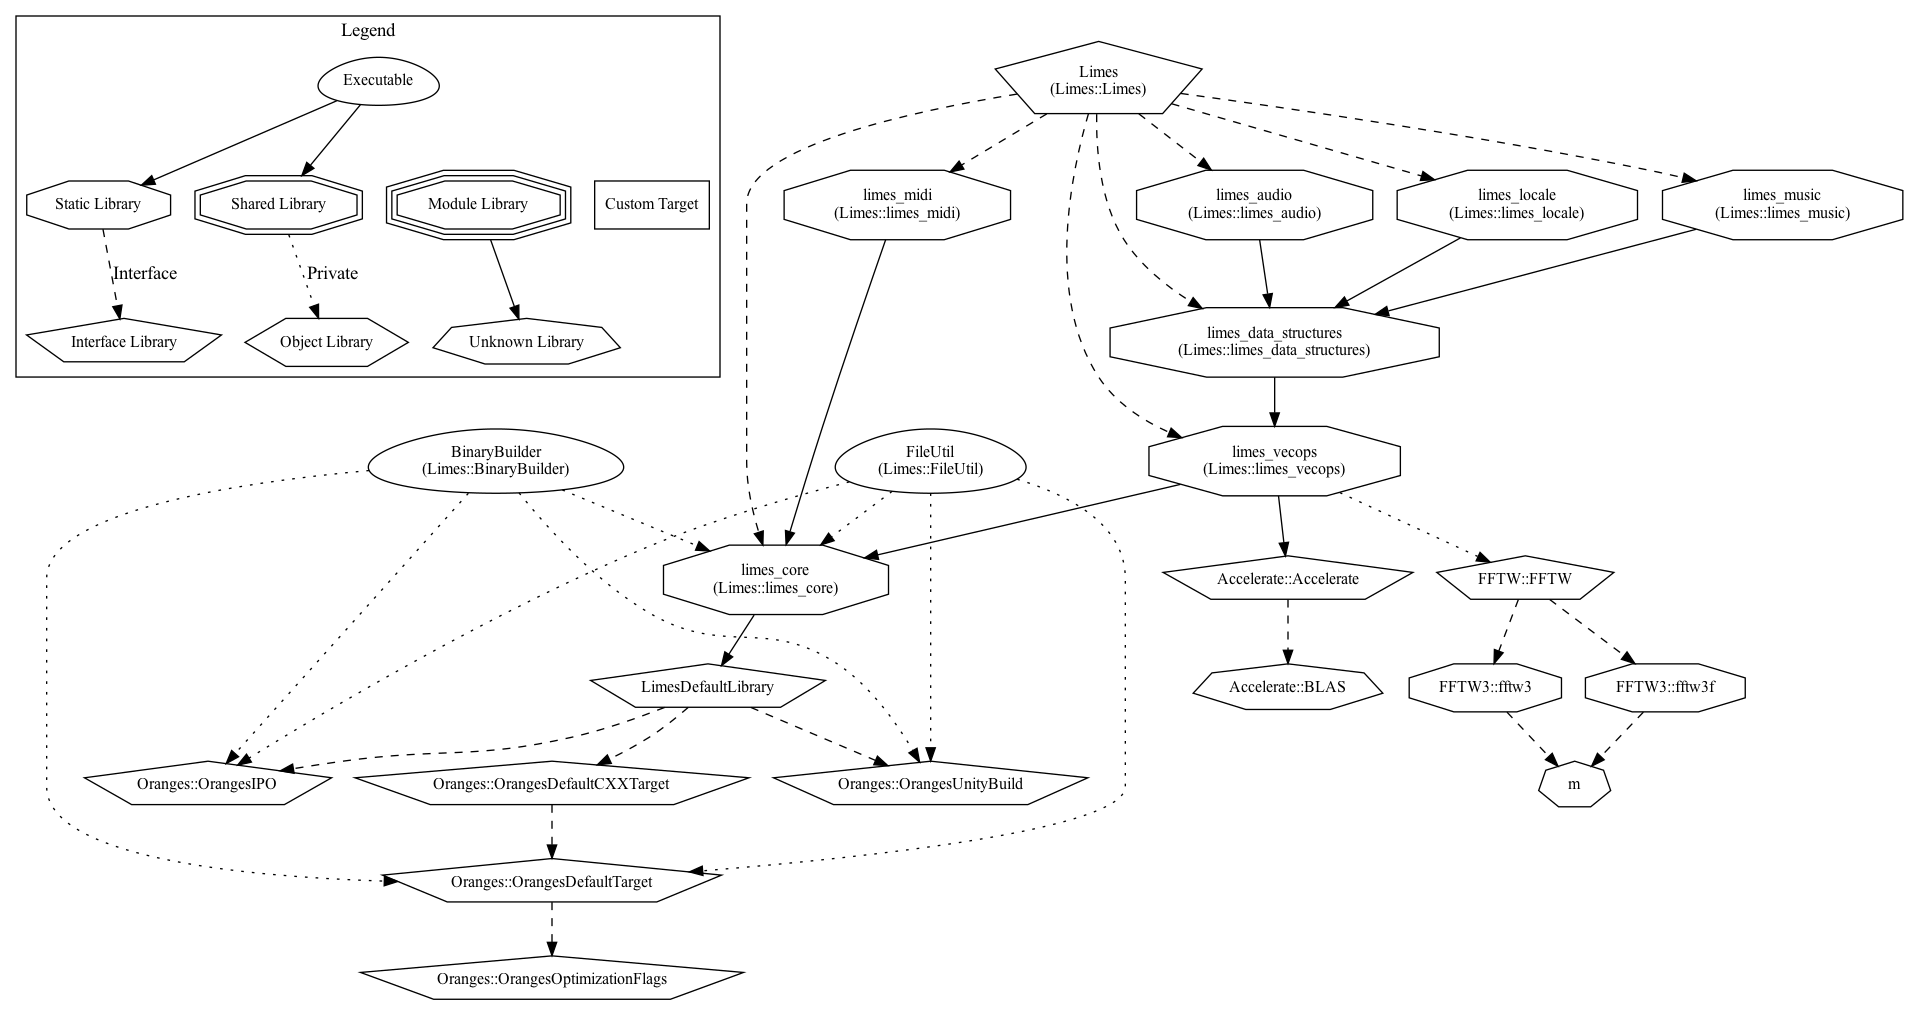 Legend
Executable
Static Library
Shared Library
Module Library
Custom Target
Interface
Private
Interface Library
Object Library
Unknown Library
Limes
(Limes::Limes)
limes_midi
(Limes::limes_midi)
limes_audio
(Limes::limes_audio)
limes_locale
(Limes::limes_locale)
limes_music
(Limes::limes_music)
limes_data_structures
(Limes::limes_data_structures)
BinaryBuilder
(Limes::BinaryBuilder)
FileUtil
(Limes::FileUtil)
limes_vecops
(Limes::limes_vecops)
limes_core
(Limes::limes_core)
Accelerate::Accelerate
FFTW::FFTW
LimesDefaultLibrary
Accelerate::BLAS
FFTW3::fftw3
FFTW3::fftw3f
Oranges::OrangesIPO
Oranges::OrangesDefaultCXXTarget
Oranges::OrangesUnityBuild
m
Oranges::OrangesDefaultTarget
Oranges::OrangesOptimizationFlags